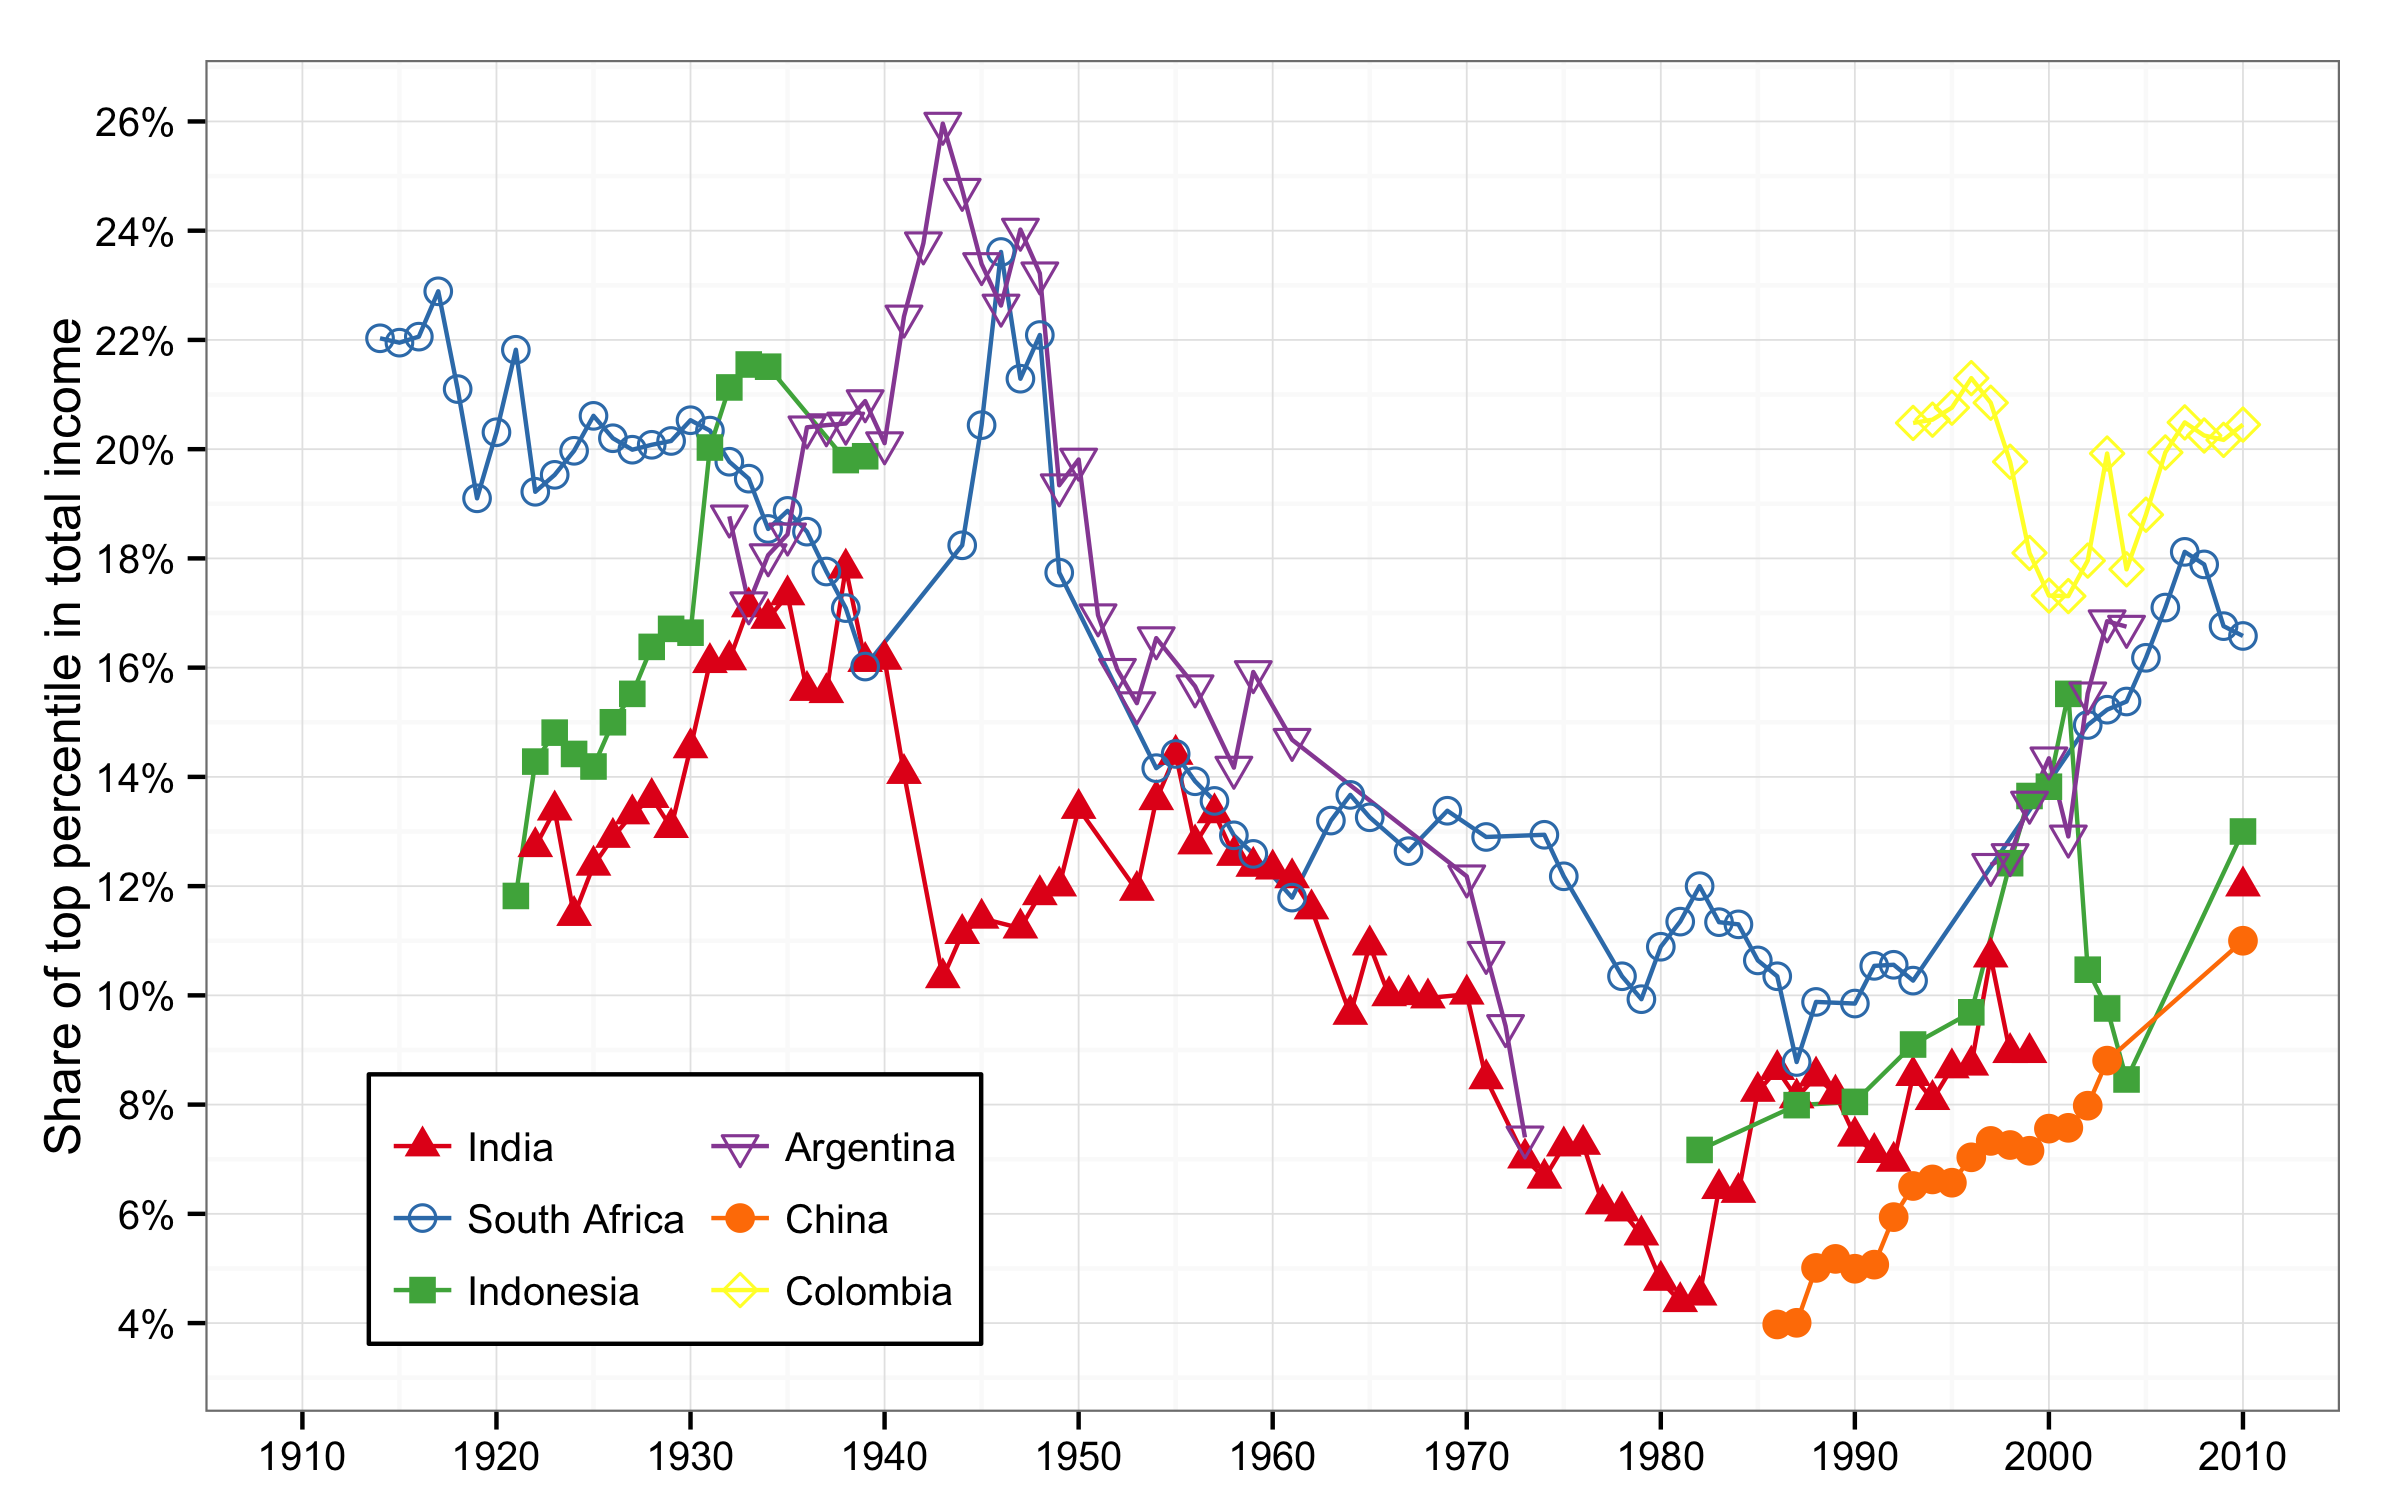 Share of top percentile in total income
26%
24%
22%
20%
18%
16%
14%
12%
10%
8%
6%
4%
India
Argentina
South Africa
China
Indonesia
Colombia
1910 1920 1930 1940 1950 1960 1970 1980 1990 2000 2010